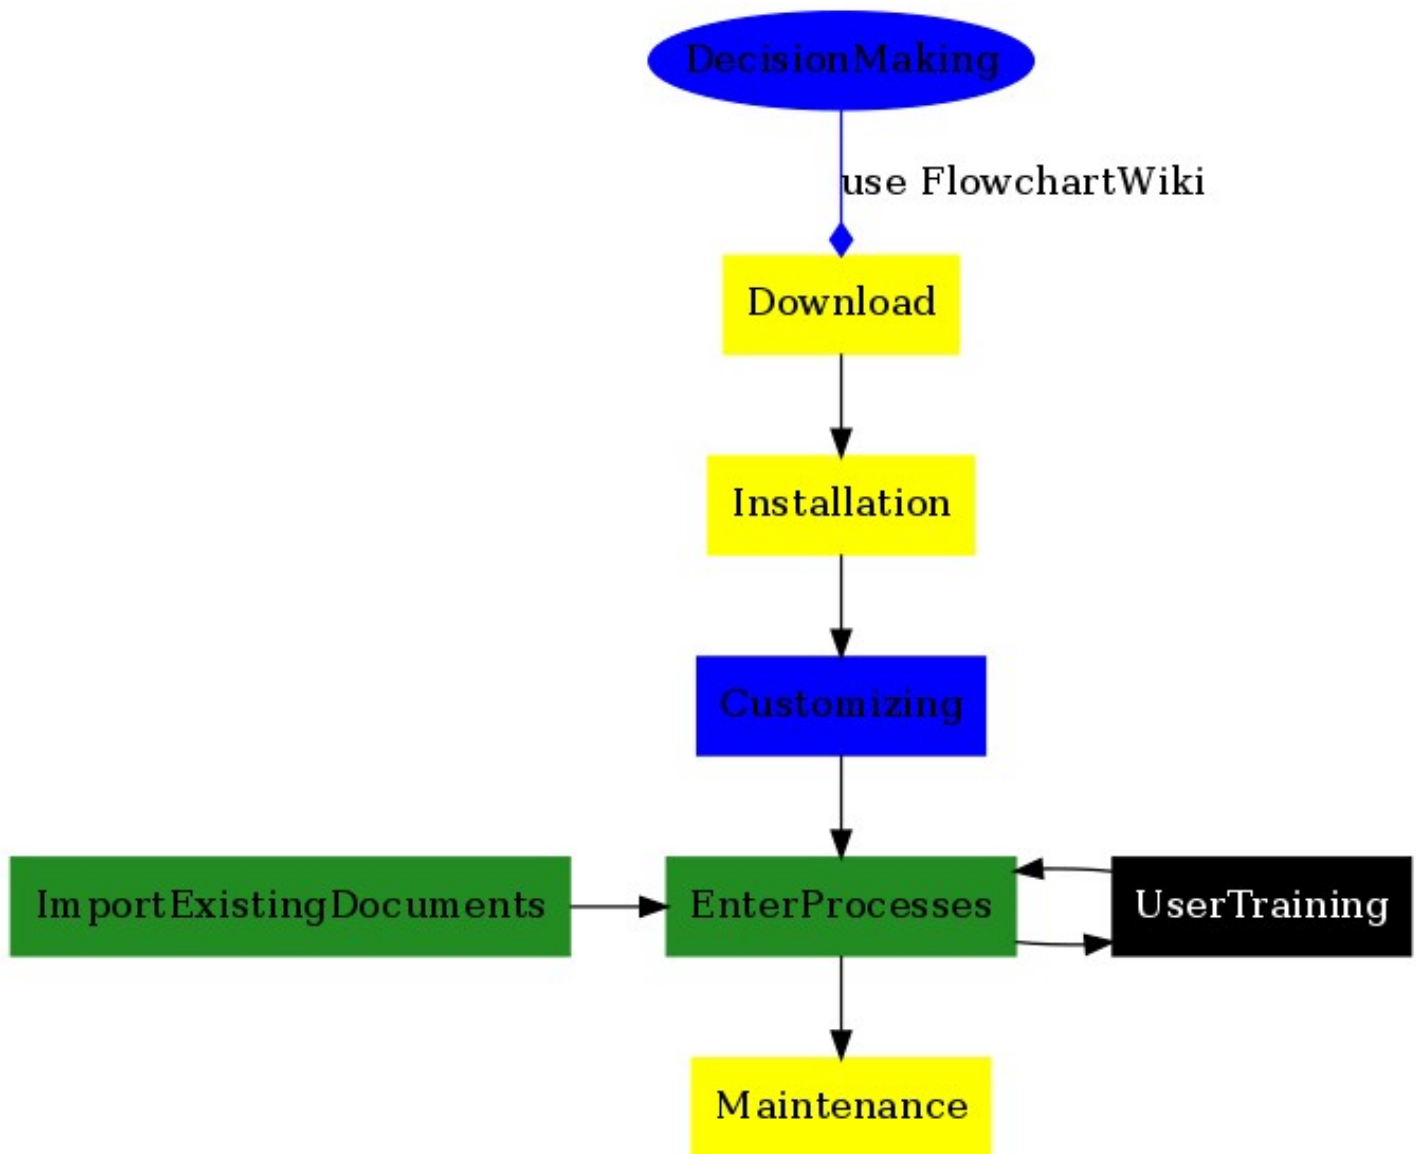 DecisionMaking
use FlowchartWiki
Download
Installation
Customizing
ImportExistingDocuments
EnterProcesses
UserTraining
Maintenance